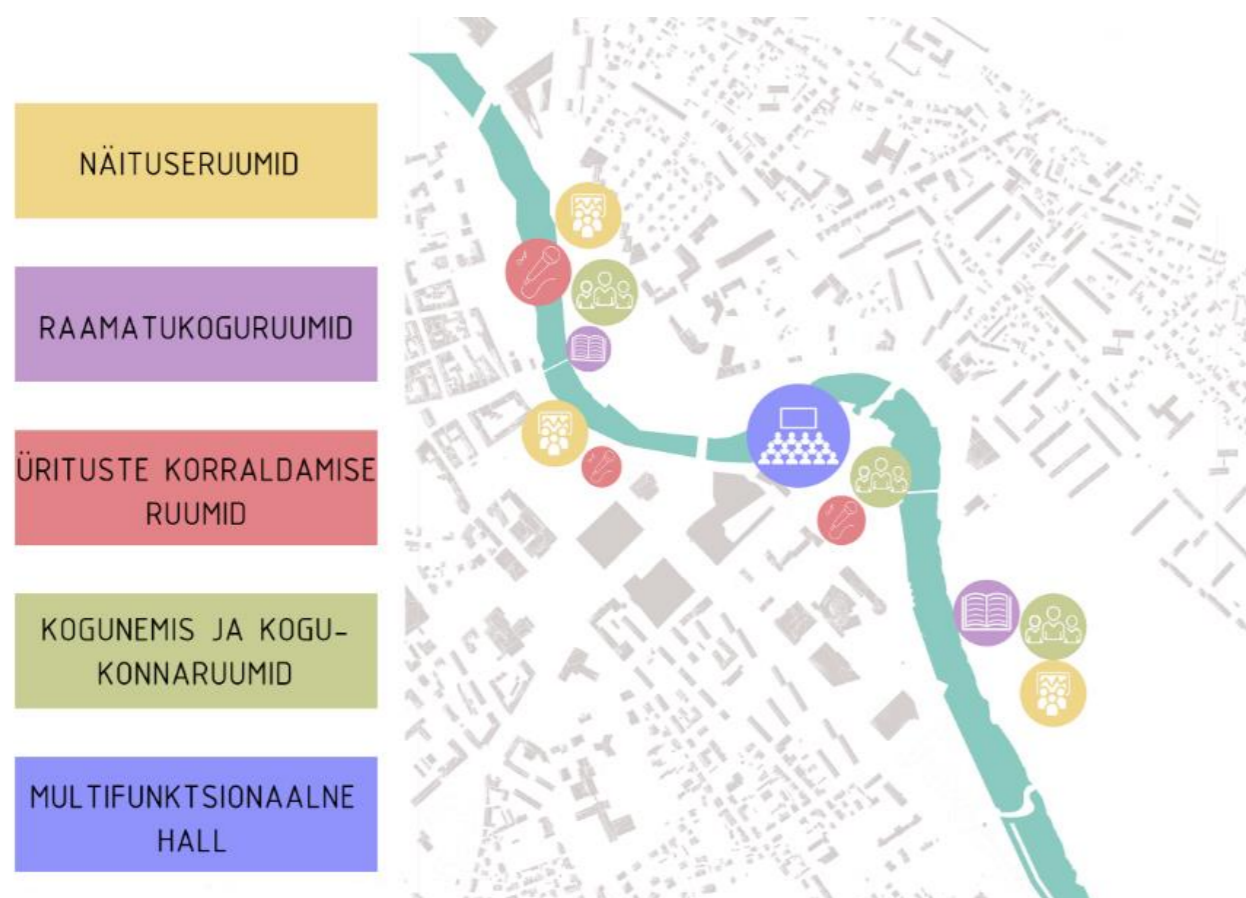 NÄITUSERUUMID
RAAMATUKOGURUUMID
ÜRITUSTE KORRALDAMISE
RUUMID
KOGUNEMIS JA KOGU-
KONNARUUMID
MULTIFUNKTSIONAALNE
HALL